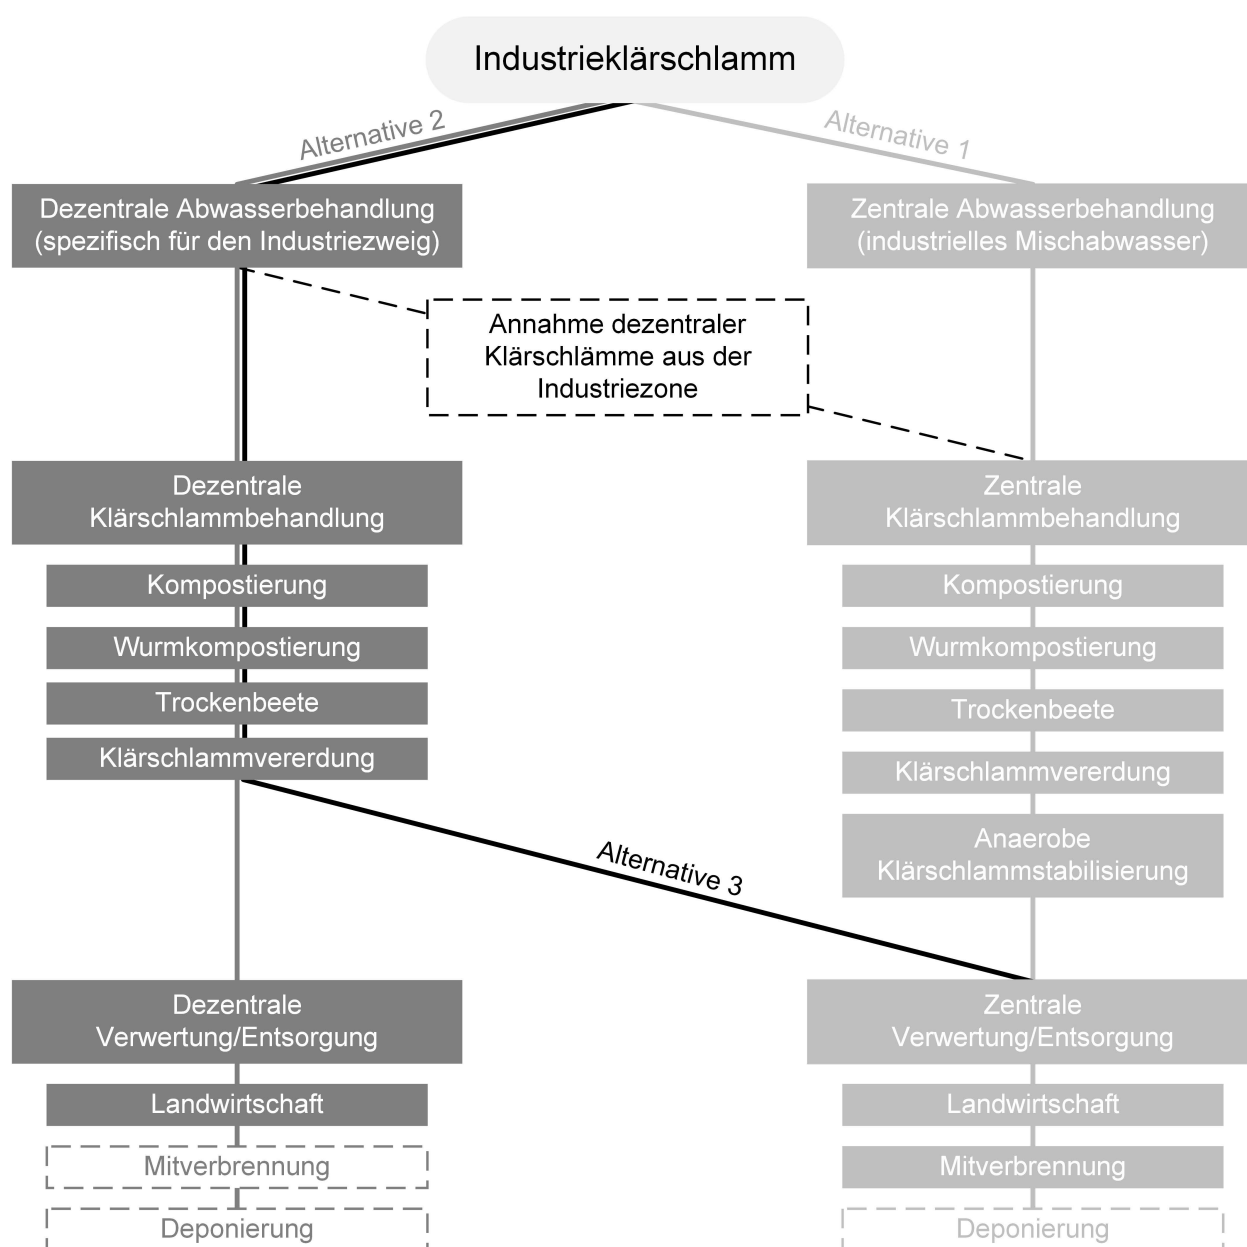 Industrieklärschlamm
Alternative 2
Alternative 1
Dezentrale Abwasserbehandlung
(spezifisch für den Industriezweig)
Zentrale Abwasserbehandlung
(industrielles Mischabwasser)
Annahme dezentraler
Klärschlämme aus der
Industriezone
Dezentrale
Klärschlammbehandlung
Kompostierung
Wurmkompostierung
Trockenbeete
Klärschlammvererdung
Zentrale
Klärschlammbehandlung
Kompostierung
Wurmkompostierung
Trockenbeete
Klärschlammvererdung
Anaerobe
Klärschlammstabilisierung
Alternative 3
Dezentrale
Verwertung/Entsorgung
Landwirtschaft
Mitverbrennung
Deponierung
Zentrale
Verwertung/Entsorgung
Landwirtschaft
Mitverbrennung
Deponierung